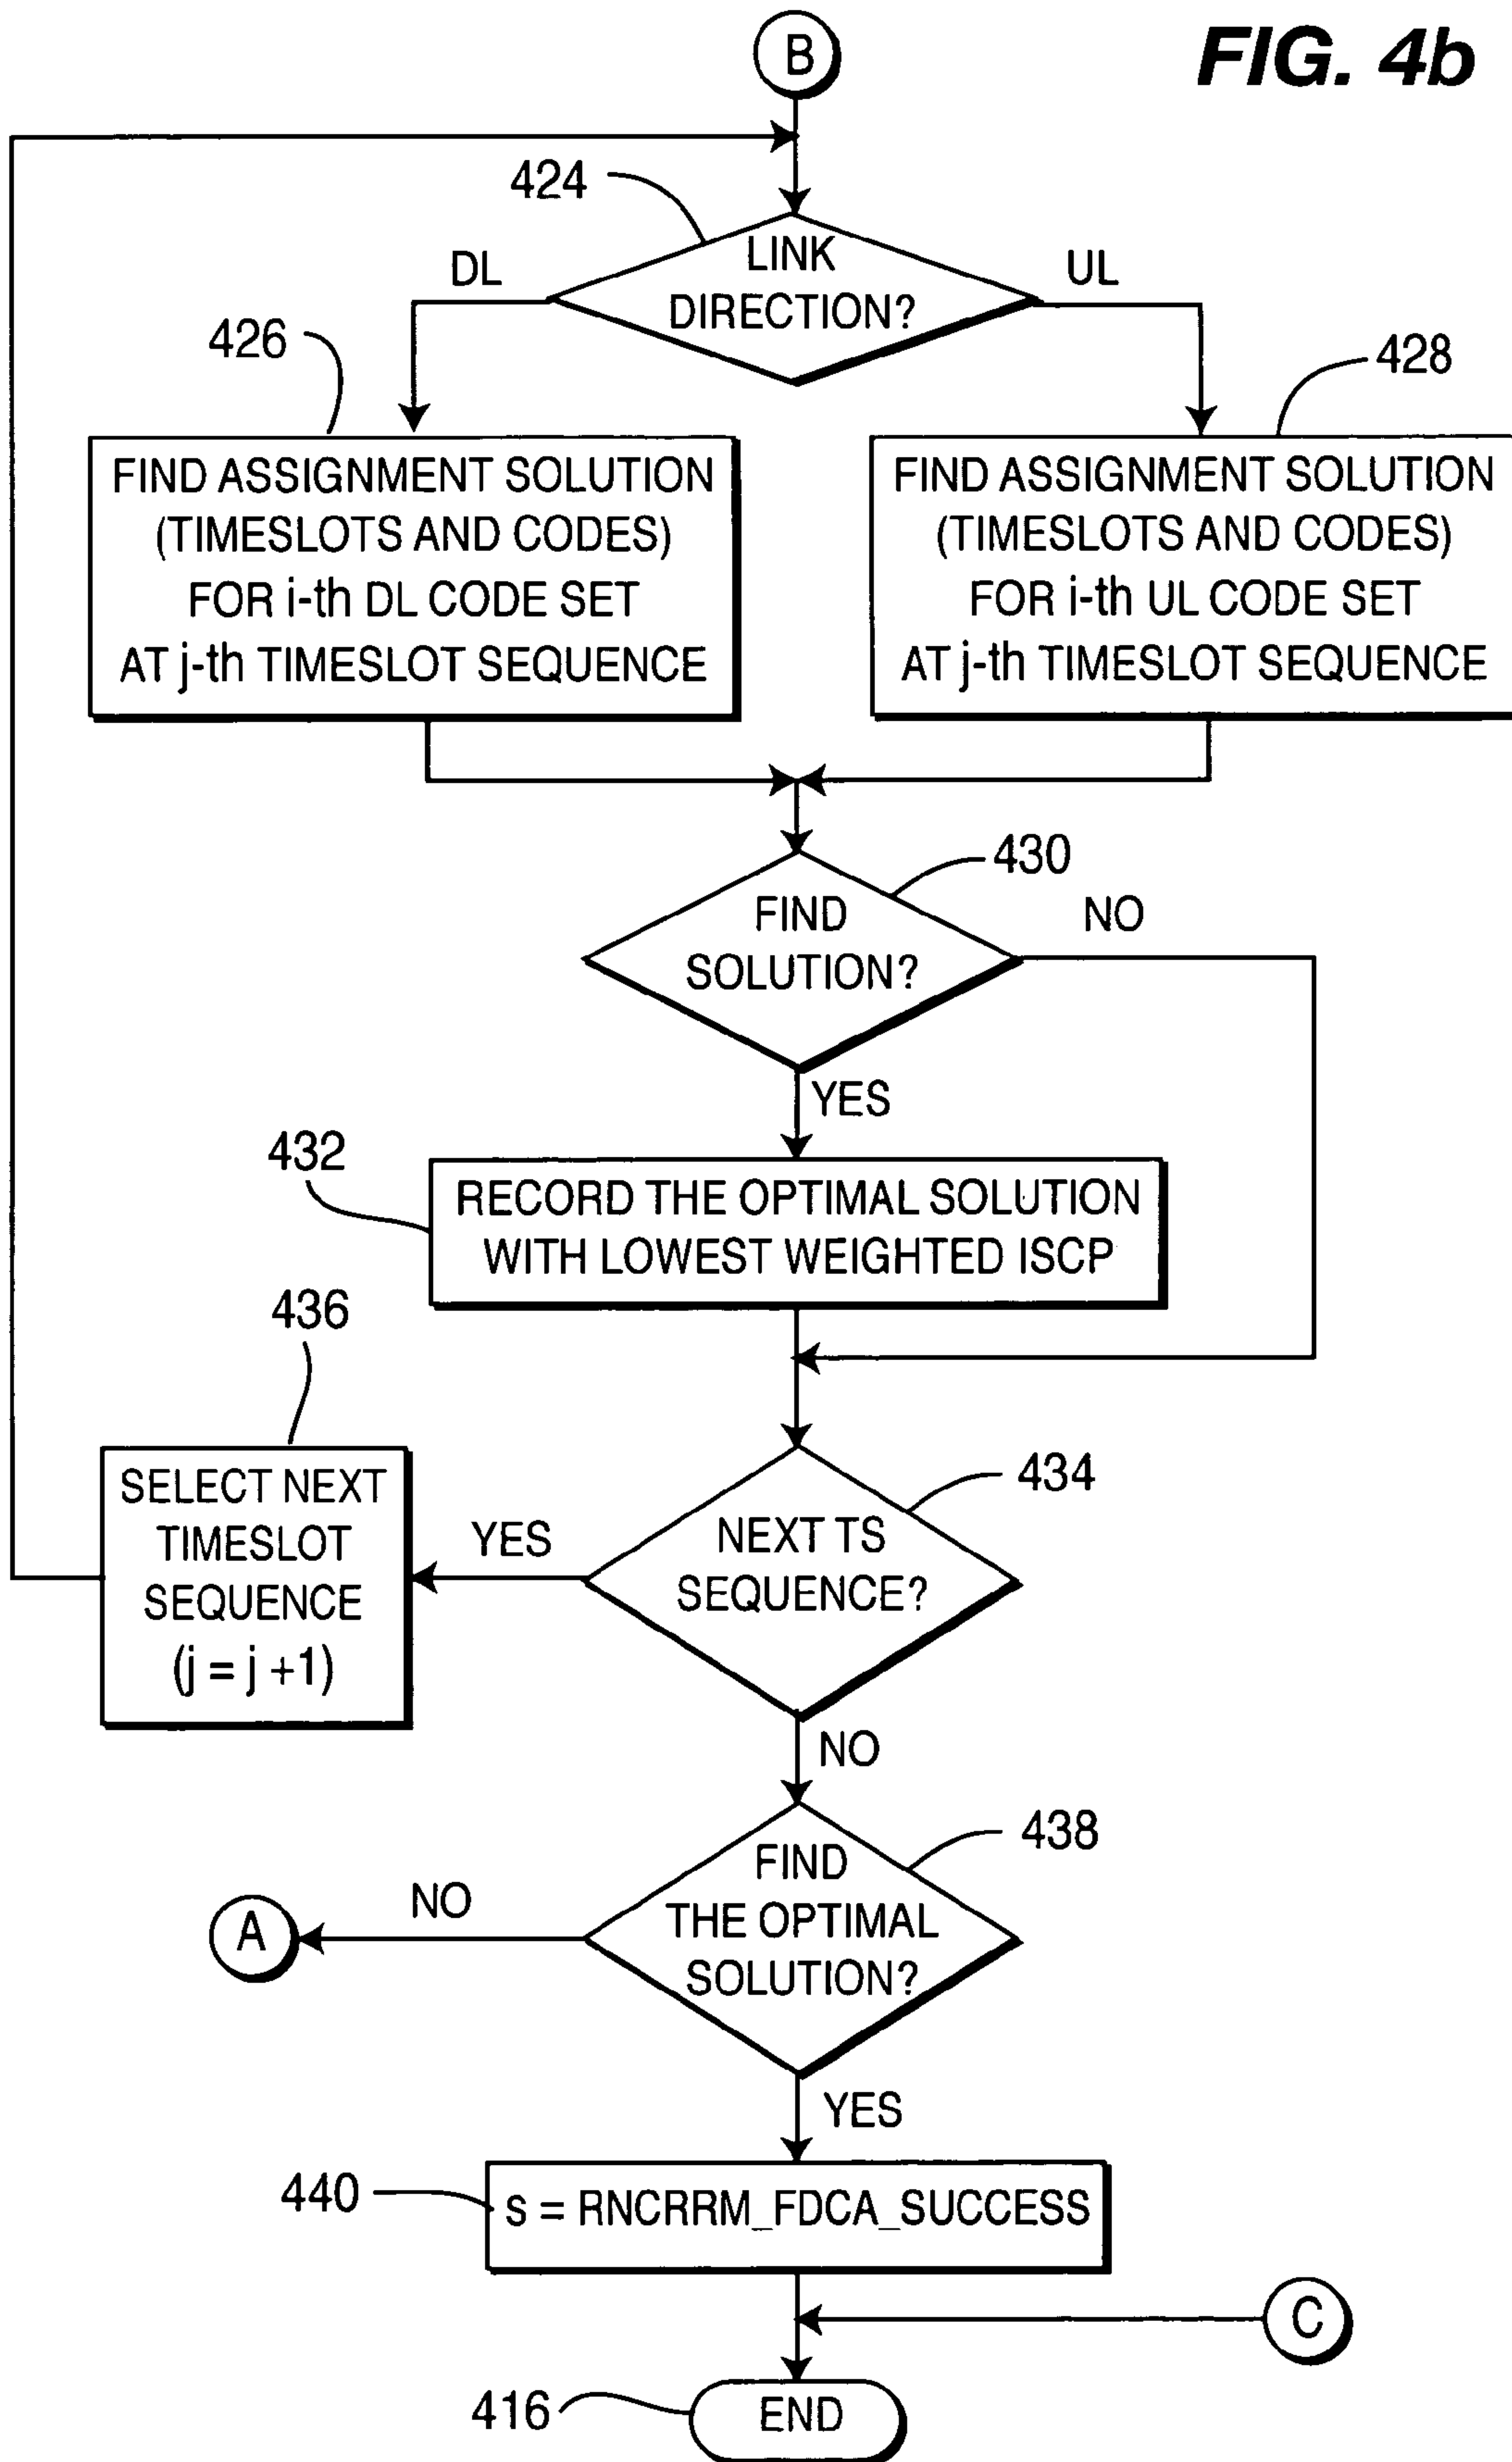 FIG. 4b
B
424
LINK
DIRECTION?
DL
UL
426
428
FIND ASSIGNMENT SOLUTION
(TIMESLOTS AND CODES)
FOR i-th DL CODE SET
AT j-th TIMESLOT SEQUENCE
FIND ASSIGNMENT SOLUTION
(TIMESLOTS AND CODES)
FOR i-th UL CODE SET
AT j-th TIMESLOT SEQUENCE
430
FIND
SOLUTION?
NO
YES
432
RECORD THE OPTIMAL SOLUTION
WITH LOWEST WEIGHTED ISCP
436
SELECT NEXT
TIMESLOT
SEQUENCE
(j = j +1)
YES
434
NEXT TS
SEQUENCE?
NO
438
FIND
THE OPTIMAL
SOLUTION?
NO
A
YES
440
s = RNCRRM_FDCA_SUCCESS
C
416
END